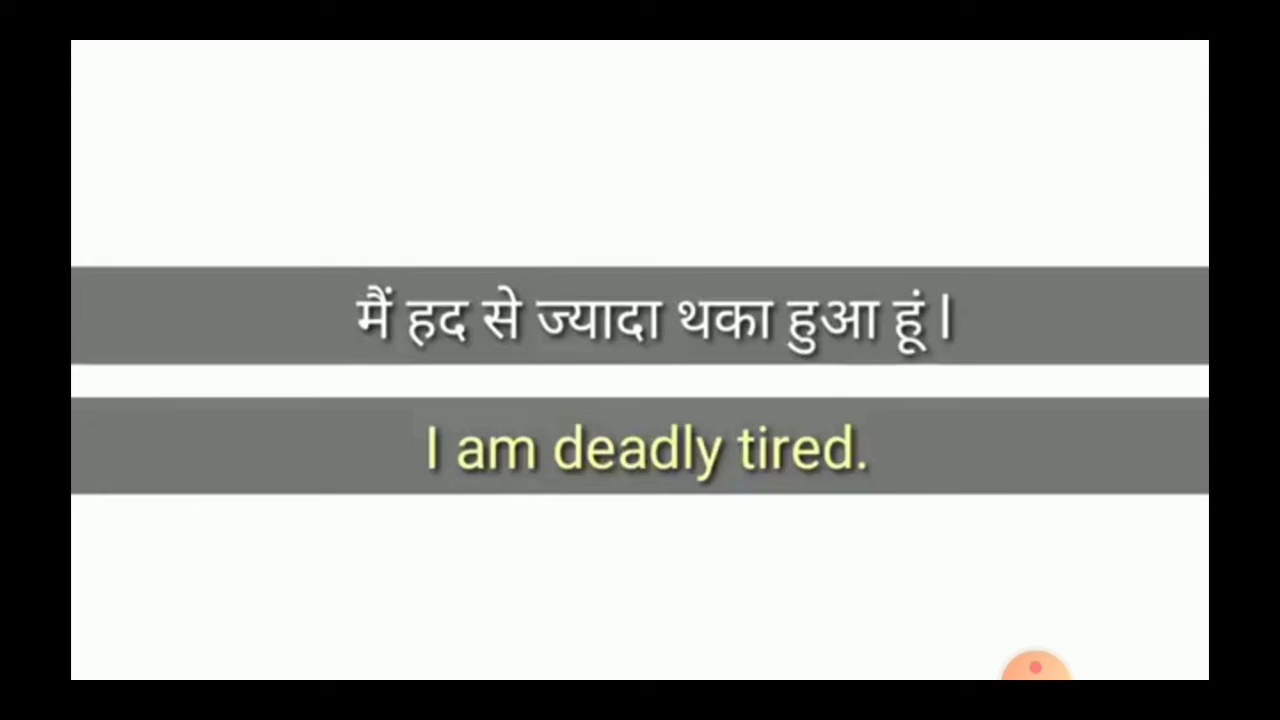 मैं हद से ज्यादा थका हुआ हूं।
I am deadly tired.